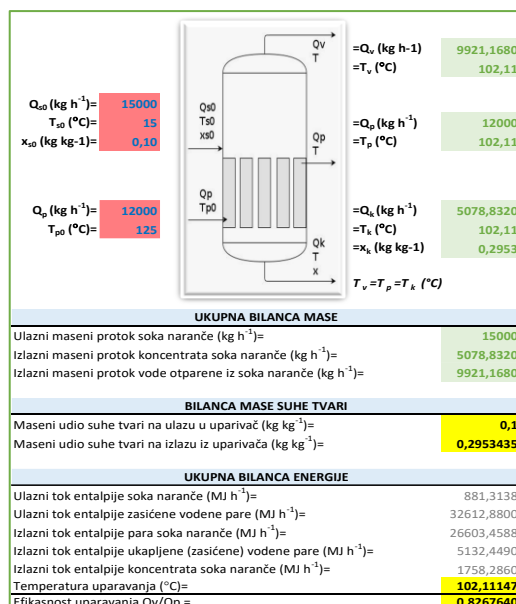 Qv
T
=Qv (kg h-1) 9921,1680
=Tv (°C) 102,11
Qs0 (kg h-1)= 15000
Ts0 (°C)= 15
xs0 (kg kg-1)= 0,10
Qs0
Ts0
xs0
Qp
T
=Qp (kg h-1) 12000
=Tp (°C) 102,11
Qp (kg h-1)= 12000
Tp0 (°C)= 125
Qp
Tp0
Qk
T
x
=Qk (kg h-1) 5078,8320
=Tk (°C) 102,11
=xk (kg kg-1) 0,2953
Tv=Tp=Tk (°C)
UKUPNA BILANCA MASE
Ulazni maseni protok soka naranče (kg h-1)= 15000
Izlazni maseni protok koncentrata soka naranče (kg h-1)= 5078,8320
Izlazni maseni protok vode otparene iz soka naranče (kg h-1)= 9921,1680
BILANCA MASE SUHE TVARI
Maseni udio suhe tvari na ulazu u uparivač (kg kg-1)= 0,1
Maseni udio suhe tvari na izlazu iz uparivača (kg kg-1)= 0,2953435
UKUPNA BILANCA ENERGIJE
Ulazni tok entalpije soka naranče (MJ h-1)= 881,3138
Ulazni tok entalpije zasićene vodene pare (MJ h-1)= 32612,8800
Izlazni tok entalpije para soka naranče (MJ h-1)= 26603,4588
Izlazni tok entalpije ukapljene (zasićene) vodene pare (MJ h-1)= 5132,4490
Izlazni tok entalpije koncentrata soka naranče (MJ h-1)= 1758,2860
Temperatura uparavanja (°C)= 102,11147
Efikasnost uparavanja Qv/Qp = 0,8267640